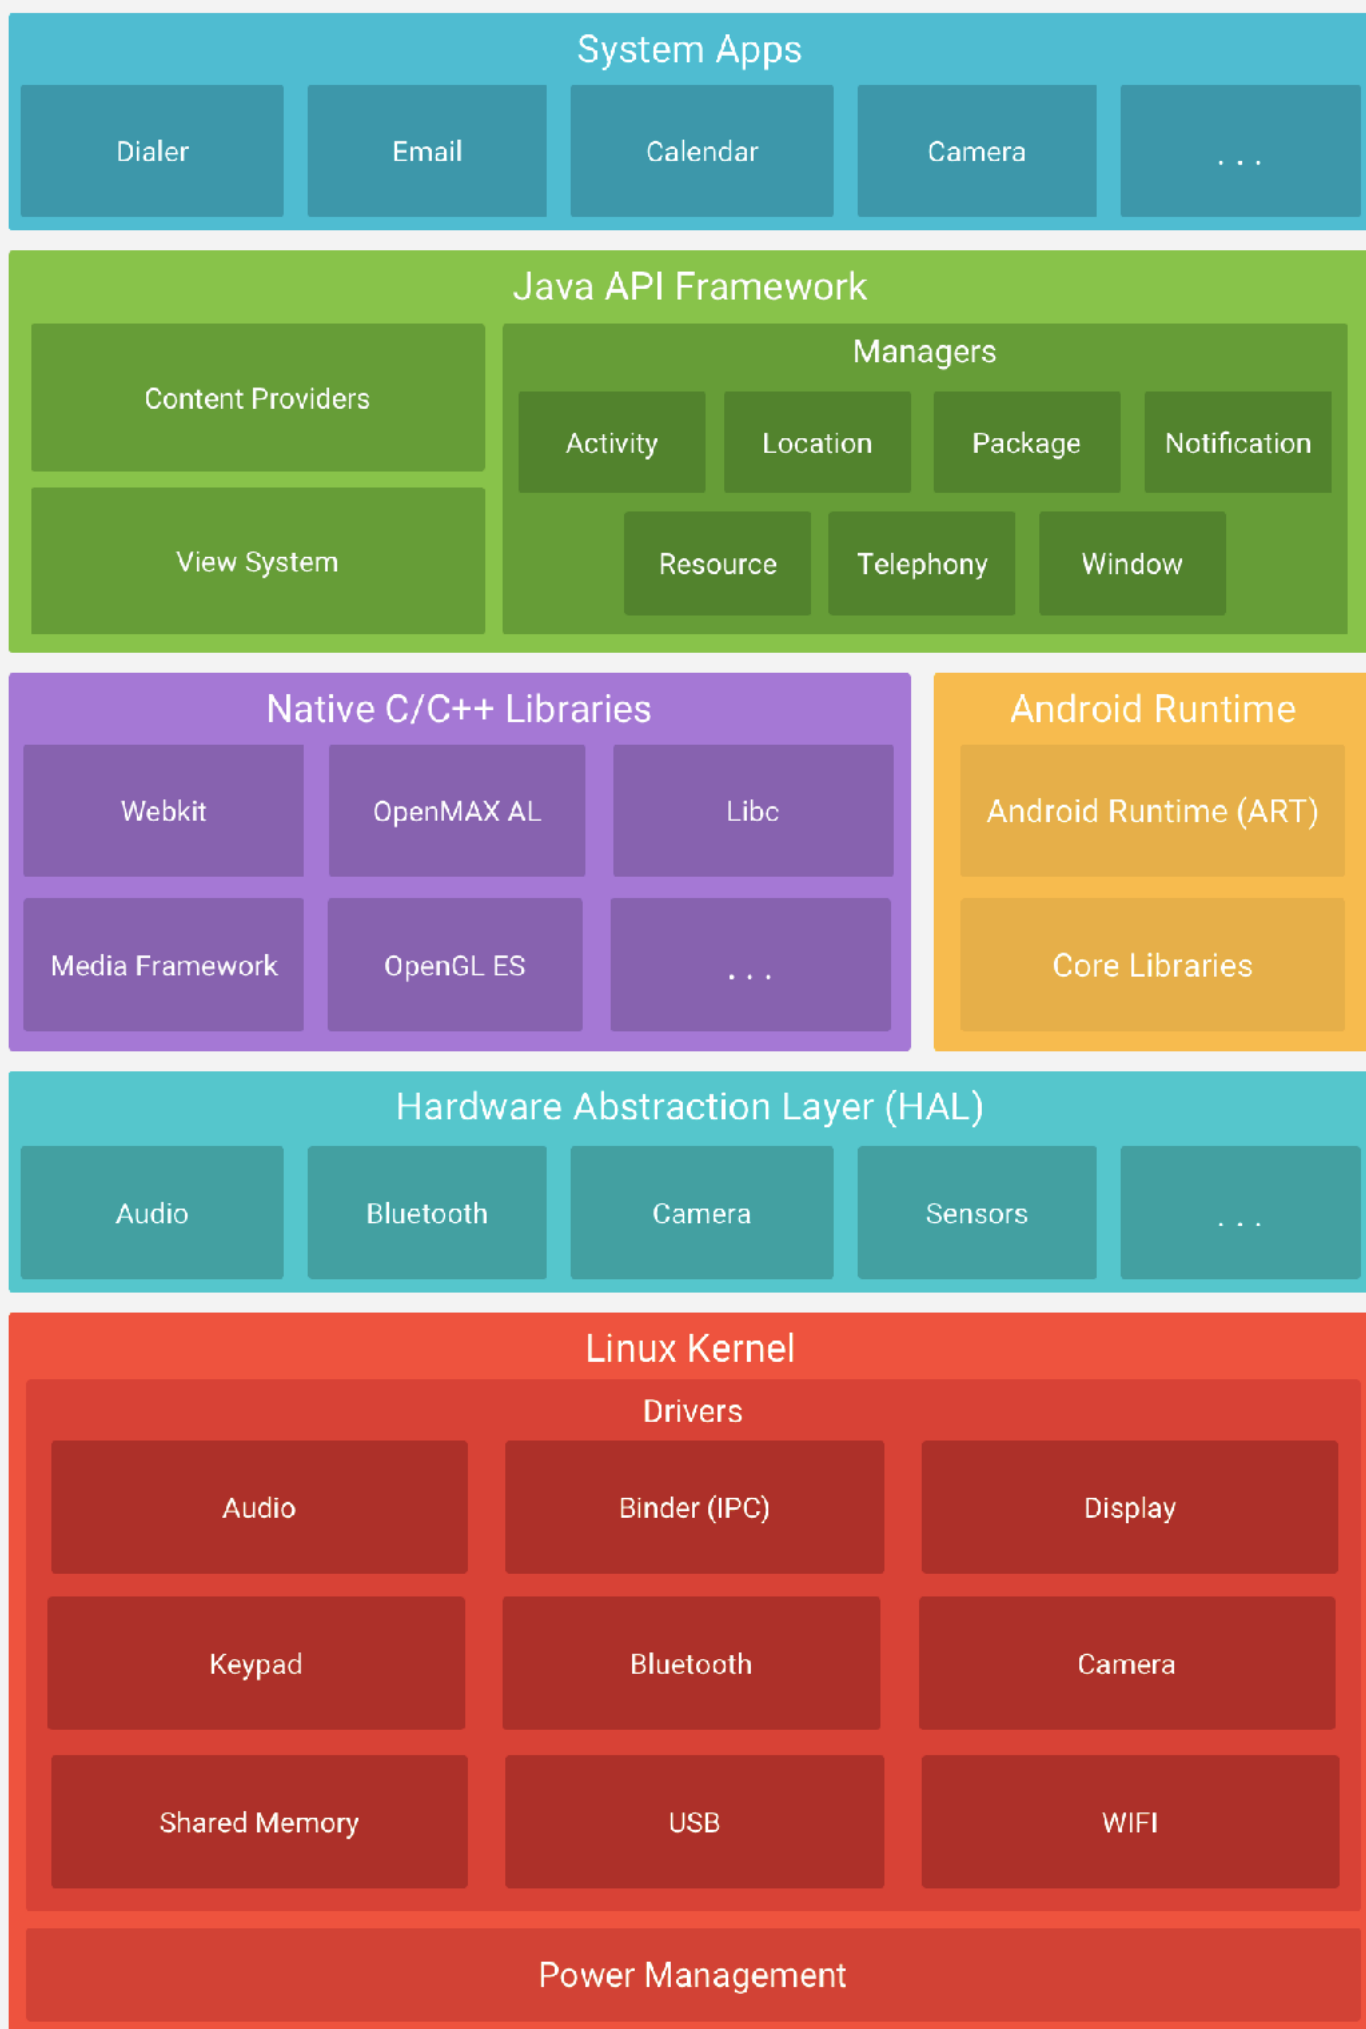 System Apps
Dialer
Email
Calendar
Camera
. . .
Java API Framework
Content Providers
View System
Managers
Activity
Location
Package
Notification
Resource
Telephony
Window
Native C/C++ Libraries
Webkit
OpenMAX AL
Libc
Media Framework
OpenGL ES
. . .
Android Runtime
Android Runtime (ART)
Core Libraries
Hardware Abstraction Layer (HAL)
Audio
Bluetooth
Camera
Sensors
. . .
Linux Kernel
Drivers
Audio
Binder (IPC)
Display
Keypad
Bluetooth
Camera
Shared Memory
USB
WIFI
Power Management